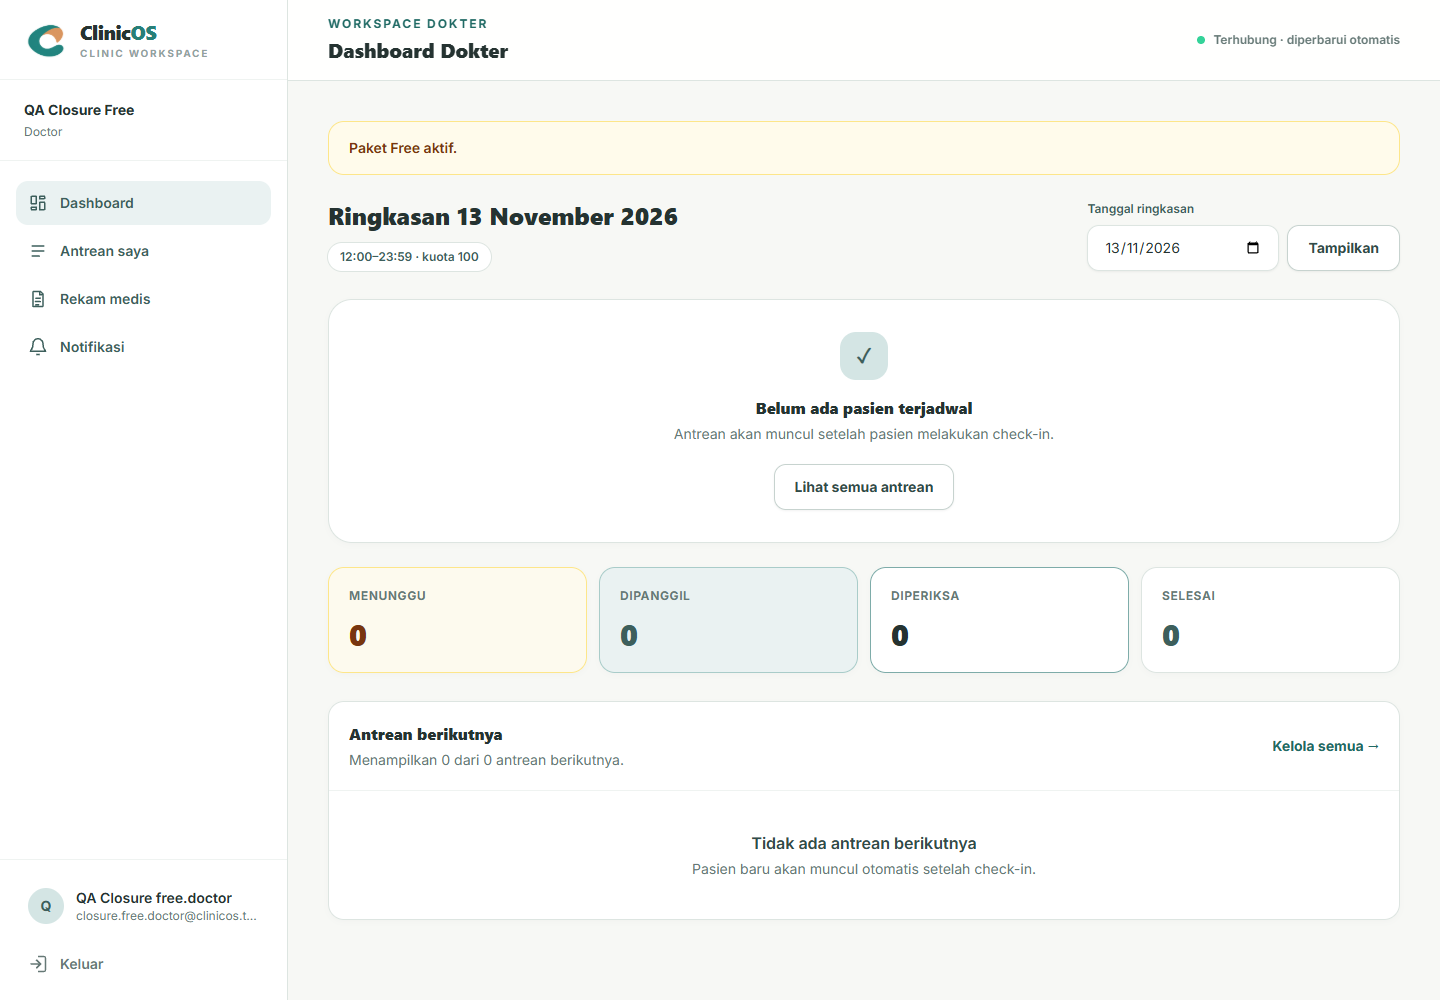 ClinicOS
CLINIC WORKSPACE
QA Closure Free
Doctor
Dashboard
Antrean saya
Rekam medis
Notifikasi
QA Closure free.doctor
Q
closure.free.doctor@clinicos.t...
Keluar
WORKSPACE DOKTER
Dashboard Dokter
Terhubung · diperbarui otomatis
Paket Free aktif.
Ringkasan 13 November 2026
12:00–23:59 · kuota 100
Tanggal ringkasan
13/11/2026
Tampilkan
Belum ada pasien terjadwal
Antrean akan muncul setelah pasien melakukan check-in.
Lihat semua antrean
MENUNGGU
0
DIPANGGIL
0
DIPERIKSA
0
SELESAI
0
Antrean berikutnya
Menampilkan 0 dari 0 antrean berikutnya.
Kelola semua →
Tidak ada antrean berikutnya
Pasien baru akan muncul otomatis setelah check-in.